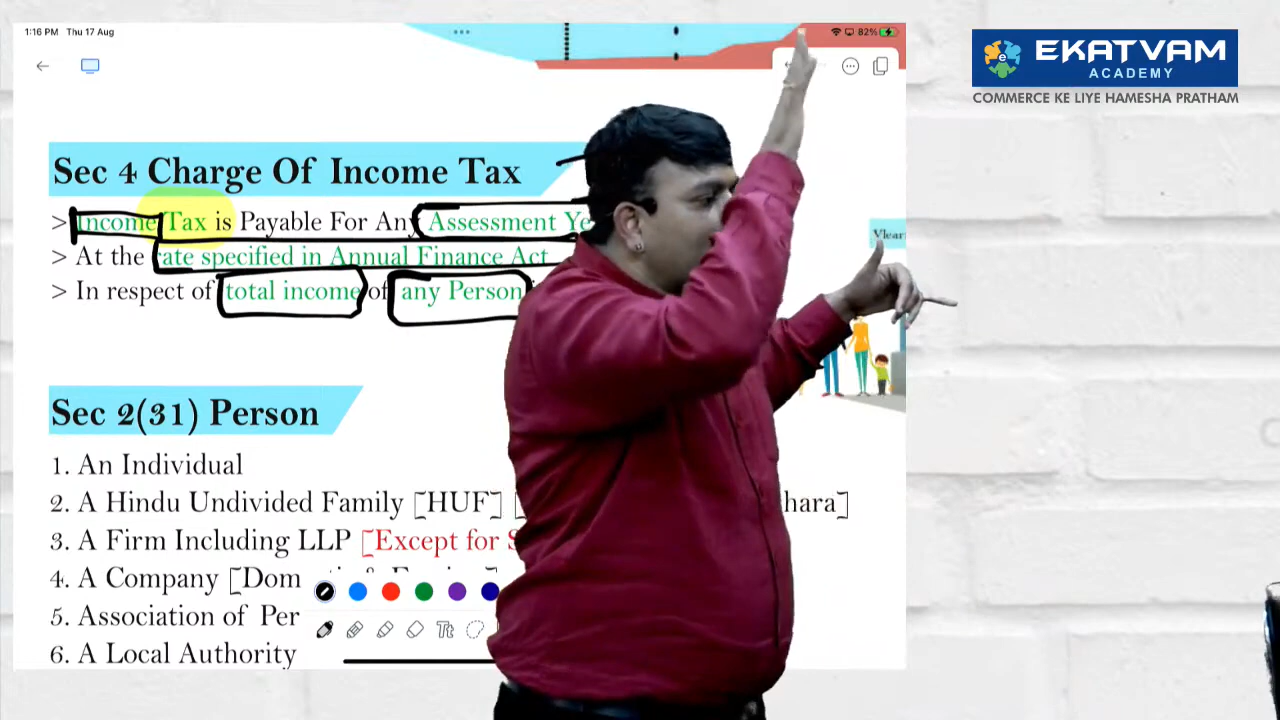 1:16 PM Thu 17 Aug
82%
EKATVAM
ACADEMY
COMMERCE KE LIYE HAMESHA PRATHAM
Sec 4 Charge Of Income Tax
> Income Tax is Payable For Any Assessment
> At the rate specified in Annual Finance Act
> In respect of total income of any Person
Sec 2(31) Person
1. An Individual
2. A Hindu Undivided Family [HUF] [
3. A Firm Including LLP [Except for
4. A Company
5. Association of
6. A Local Authority
Tt